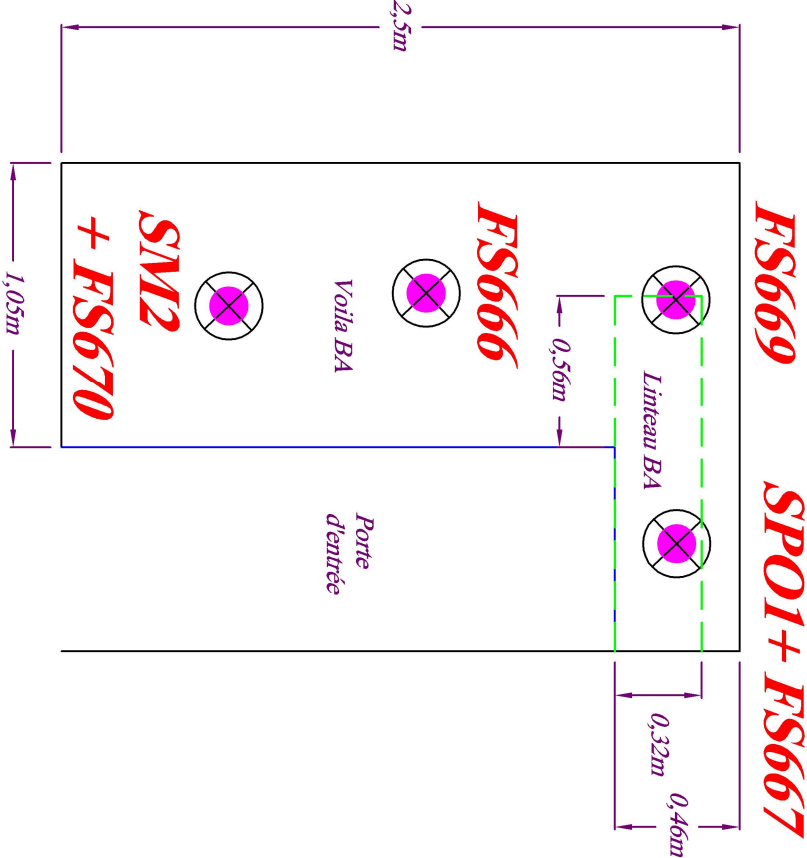 FS669
SPO1+ FS667
0,46m
0,32m
Linteau BA
0,56m
FS666
2,5m
Voila BA
Porte
d'entrée
SM2
+ FS670
1,05m